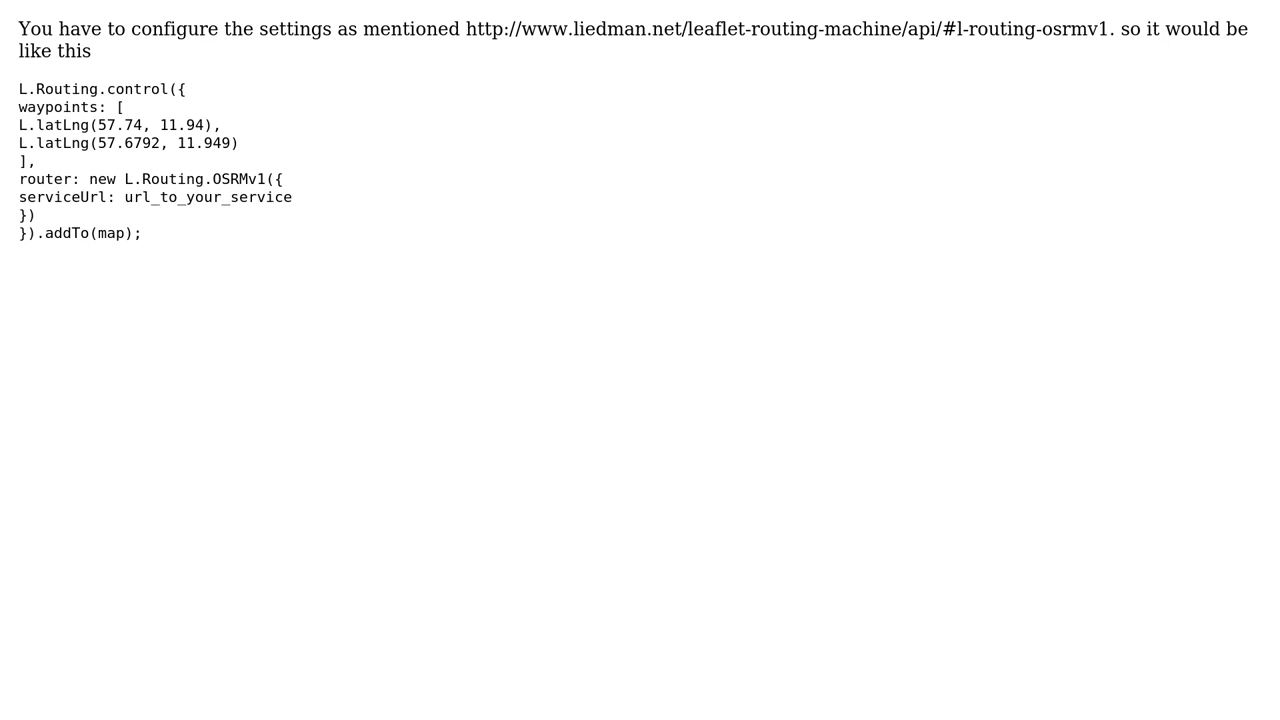 You have to configure the settings as mentioned http://www.liedman.net/leaflet-routing-machine/api/#l-routing-osrmv1. so it would be
like this
L.Routing.control({
waypoints: [
L.latLng(57.74, 11.94),
L.latLng(57.6792, 11.949)
],
router: new L.Routing.OSRMv1({
serviceUrl: url_to_your_service
})
}).addTo(map);